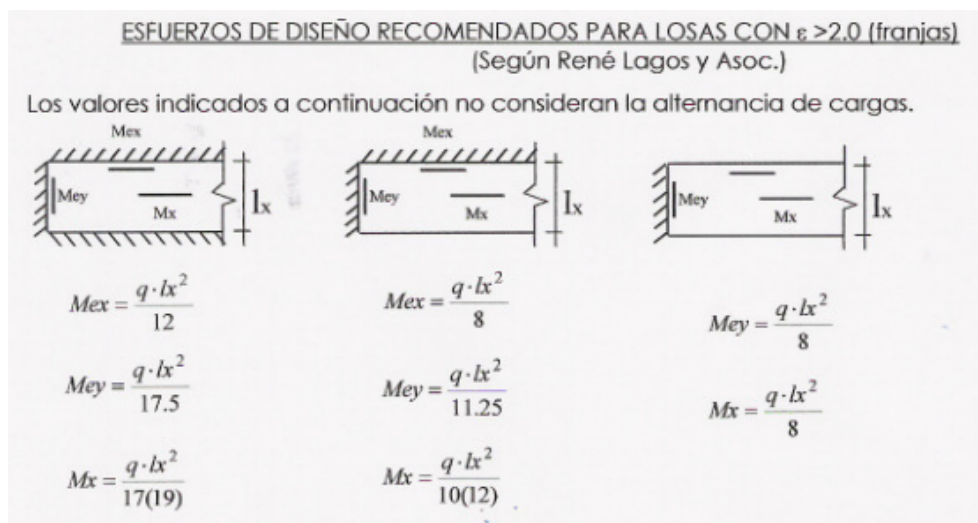 ESFUERZOS DE DISEÑO RECOMENDADOS PARA LOSAS CON ε >2.0 (franjas)
(Según René Lagos y Asoc.)
Los valores indicados a continuación no consideran la alternancia de cargas.
Mex
Mey
Mx
lx
Mex = q·lx² / 12
Mey = q·lx² / 17.5
Mx = q·lx² / 17(19)
Mex
Mey
Mx
lx
Mex = q·lx² / 8
Mey = q·lx² / 11.25
Mx = q·lx² / 10(12)
Mey
Mx
lx
Mey = q·lx² / 8
Mx = q·lx² / 8